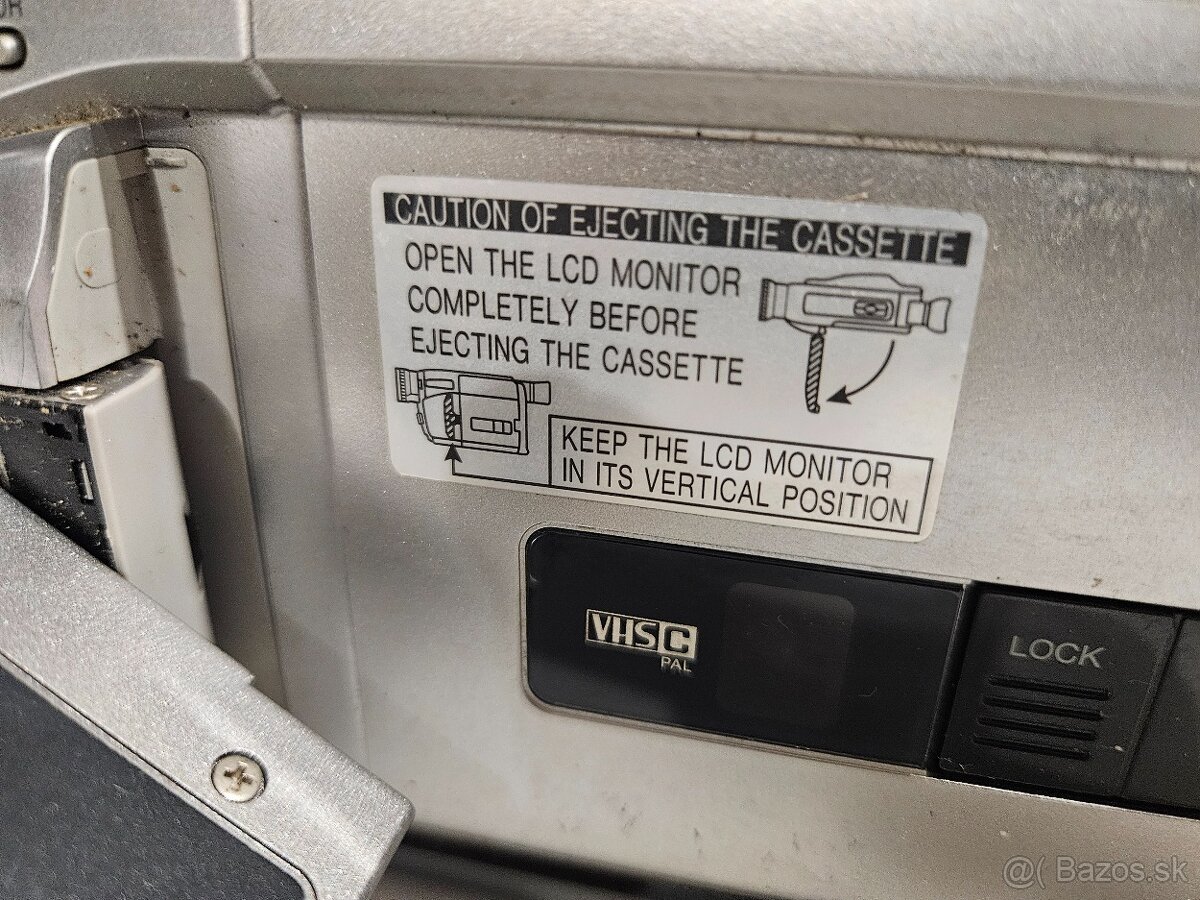 CAUTION OF EJECTING THE CASSETTE
OPEN THE LCD MONITOR
COMPLETELY BEFORE
EJECTING THE CASSETTE
KEEP THE LCD MONITOR
IN ITS VERTICAL POSITION
VHS C
PAL
LOCK
@( Bazos.sk